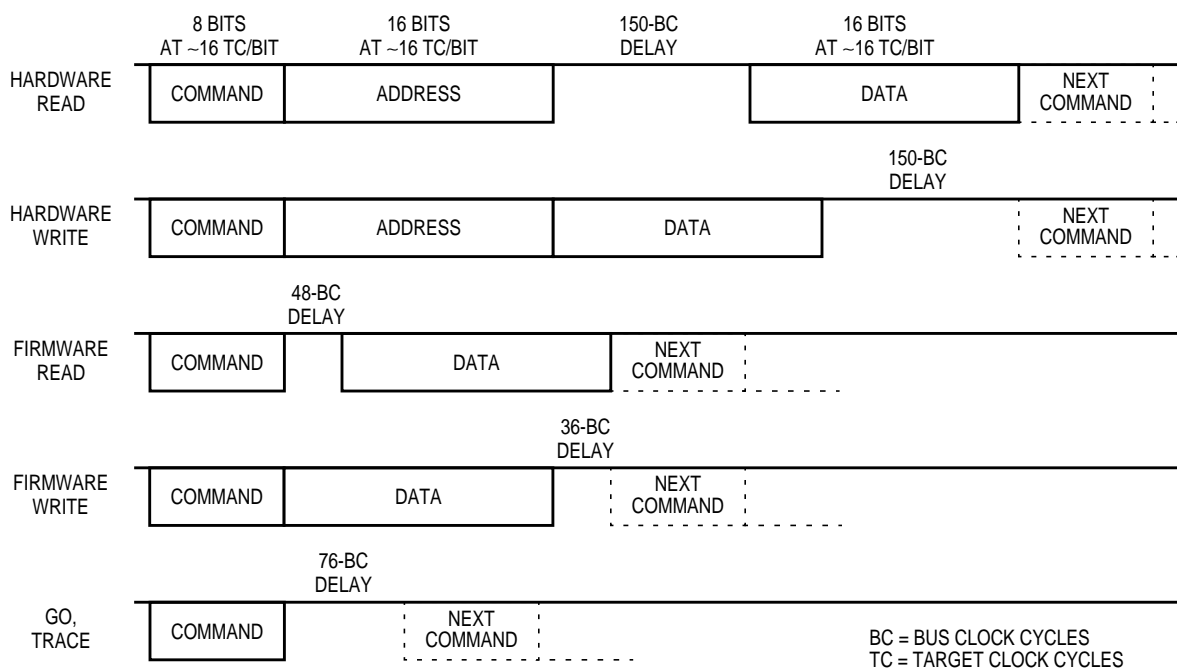 8 BITS
AT ~16 TC/BIT
16 BITS
AT ~16 TC/BIT
150-BC
DELAY
16 BITS
AT ~16 TC/BIT
HARDWARE
READ
COMMAND
ADDRESS
DATA
NEXT
COMMAND
150-BC
DELAY
HARDWARE
WRITE
COMMAND
ADDRESS
DATA
NEXT
COMMAND
48-BC
DELAY
FIRMWARE
READ
COMMAND
DATA
NEXT
COMMAND
36-BC
DELAY
FIRMWARE
WRITE
COMMAND
DATA
NEXT
COMMAND
76-BC
DELAY
GO,
TRACE
COMMAND
NEXT
COMMAND
BC = BUS CLOCK CYCLES
TC = TARGET CLOCK CYCLES